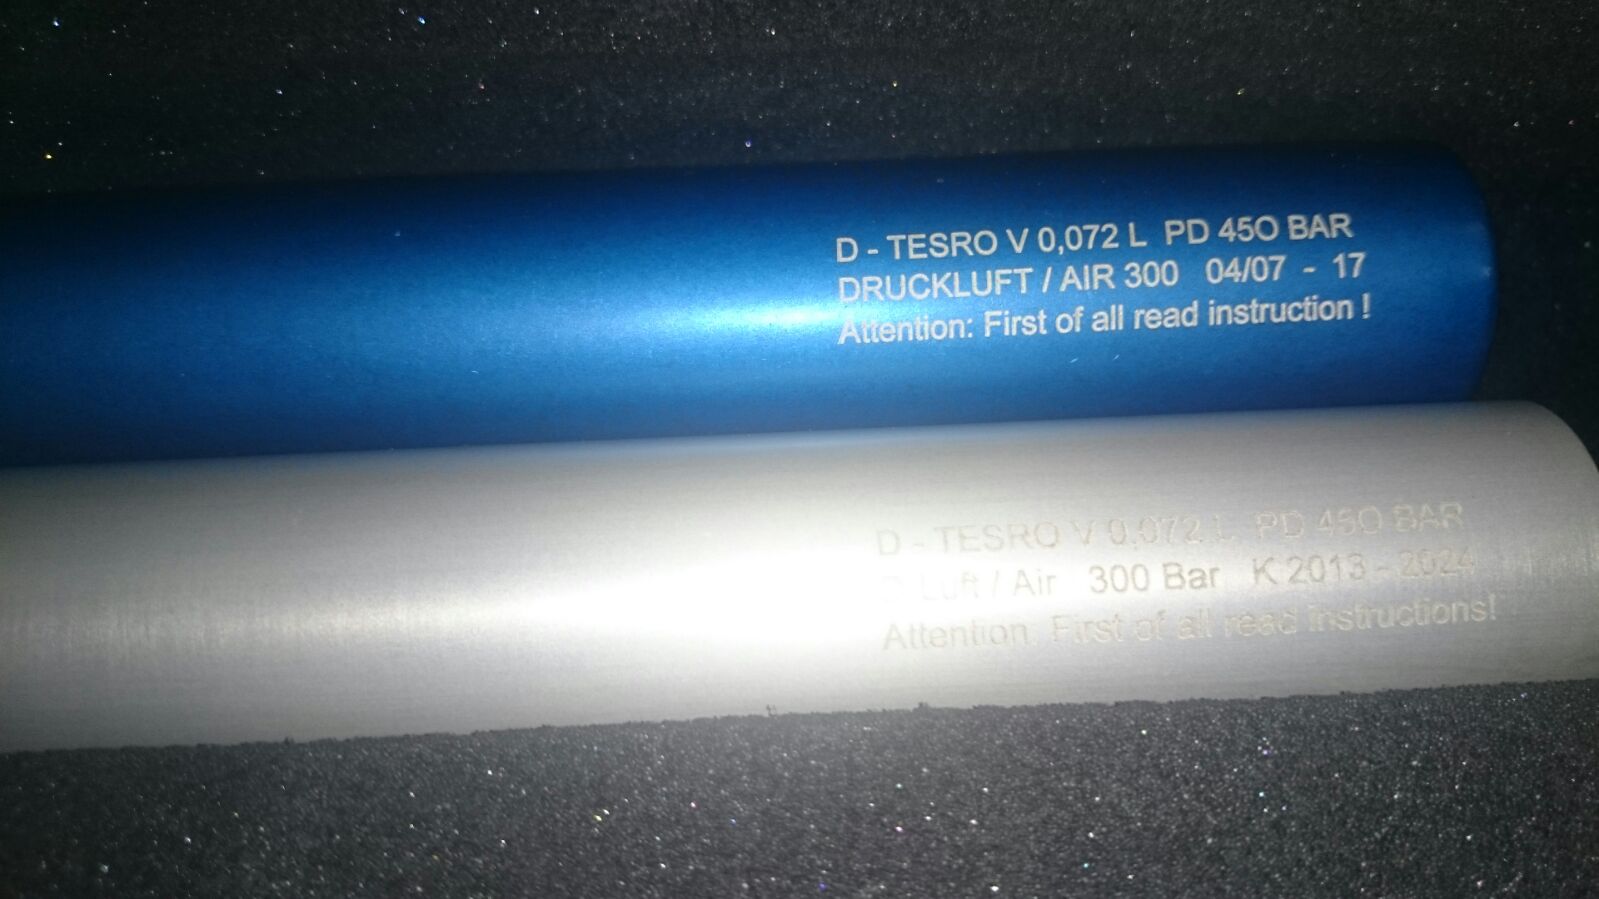 D - TESRO V 0,072 L PD 45O BAR
DRUCKLUFT / AIR 300 04/07 - 17
Attention: First of all read instruction !
D - TESRO V 0,072 L PD 45O BAR
D Luft / Air 300 Bar K 2013 - 2024
Attention: First of all read instructions!